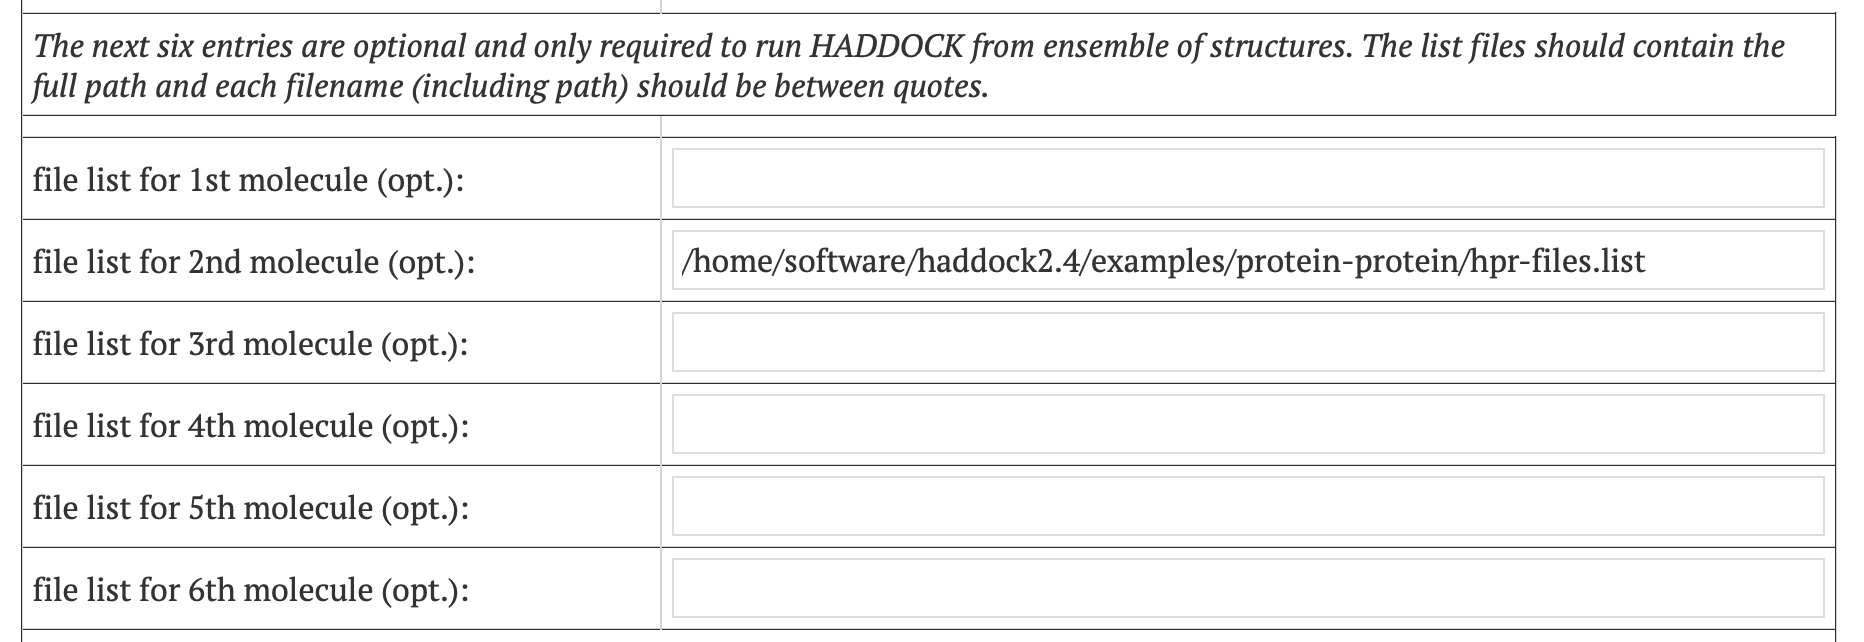 The next six entries are optional and only required to run HADDOCK from ensemble of structures. The list files should contain the
full path and each filename (including path) should be between quotes.
file list for 1st molecule (opt.):
file list for 2nd molecule (opt.): /home/software/haddock2.4/examples/protein-protein/hpr-files.list
file list for 3rd molecule (opt.):
file list for 4th molecule (opt.):
file list for 5th molecule (opt.):
file list for 6th molecule (opt.):